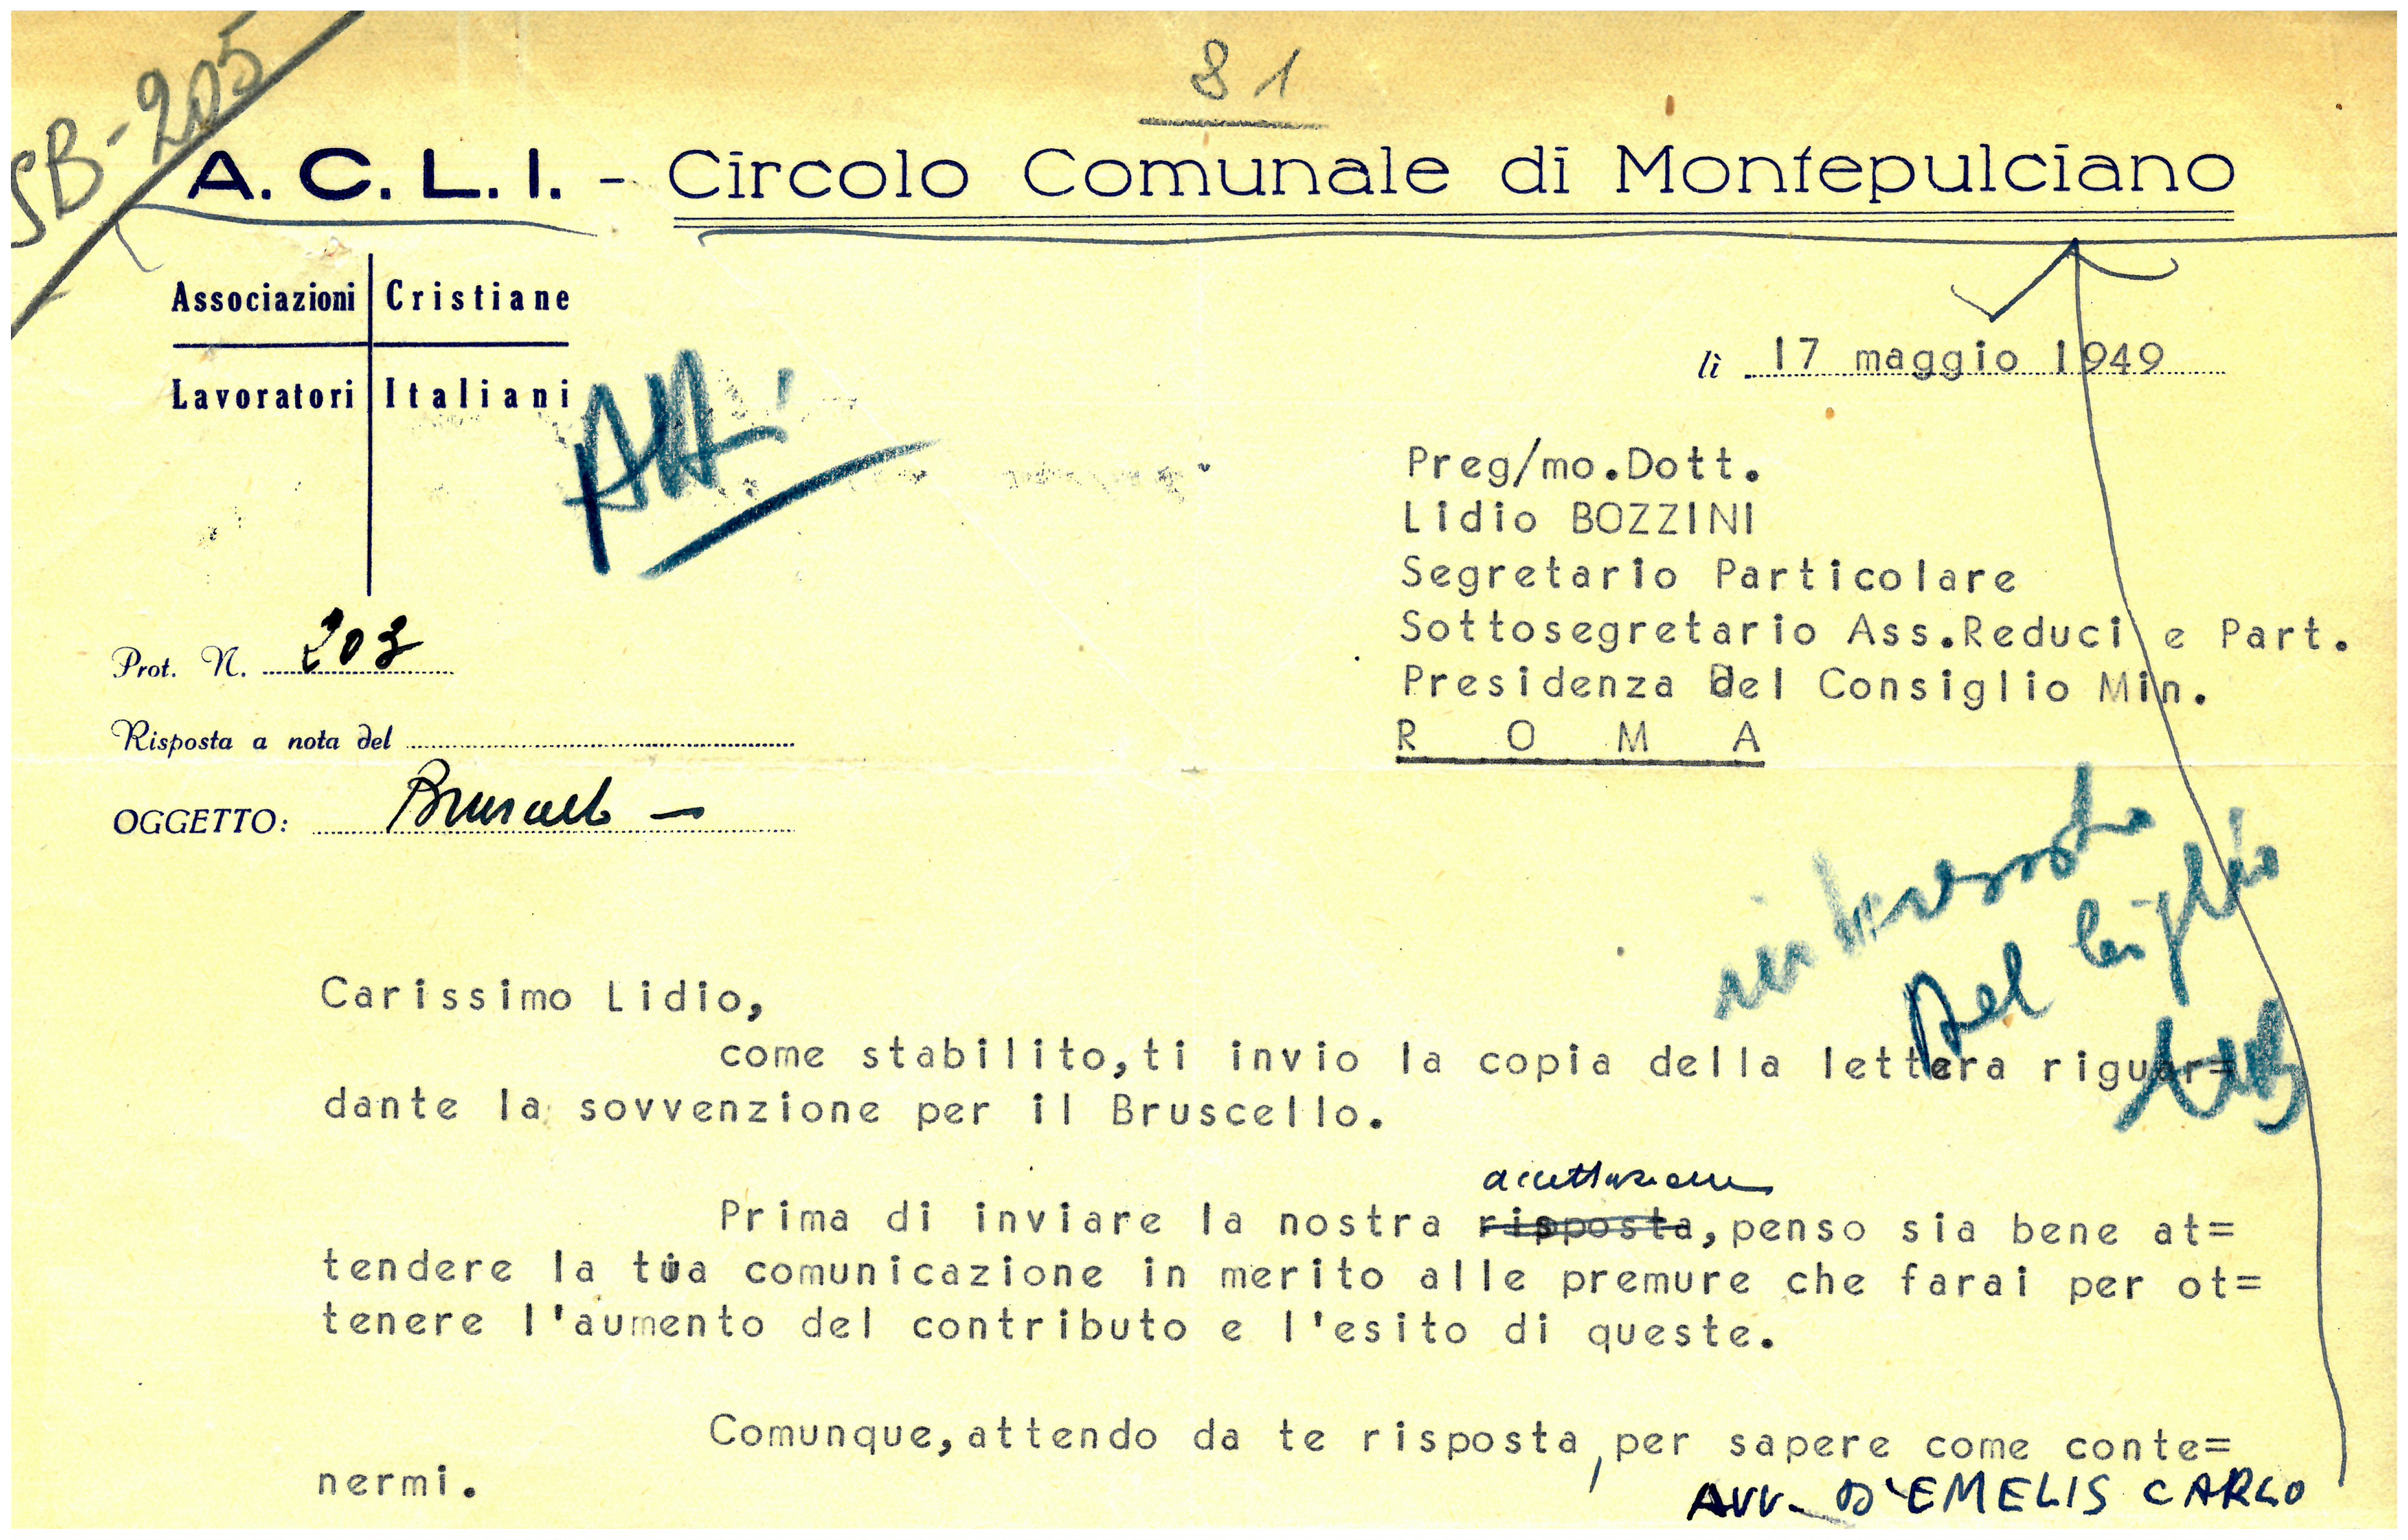 SB-205
81
A. C. L. I. - Circolo Comunale di Montepulciano
Associazioni Cristiane
Lavoratori Italiani
lì 17 maggio 1949
Atti
Preg/mo.Dott.
Lidio BOZZINI
Segretario Particolare
Sottosegretario Ass.Reduci e Part.
Presidenza Del Consiglio Min.
R O M A
Prot. N. 203
Risposta a nota del
OGGETTO: Bruscello —
Carissimo Lidio,
come stabilito,ti invio la copia della lettera riguar=
dante la sovvenzione per il Bruscello.
accettazione
Prima di inviare la nostra risposta,penso sia bene at=
tendere la tua comunicazione in merito alle premure che farai per ot=
tenere l'aumento del contributo e l'esito di queste.
Comunque,attendo da te risposta,per sapere come conte=
nermi.
AVV. D'EMELIS CARLO